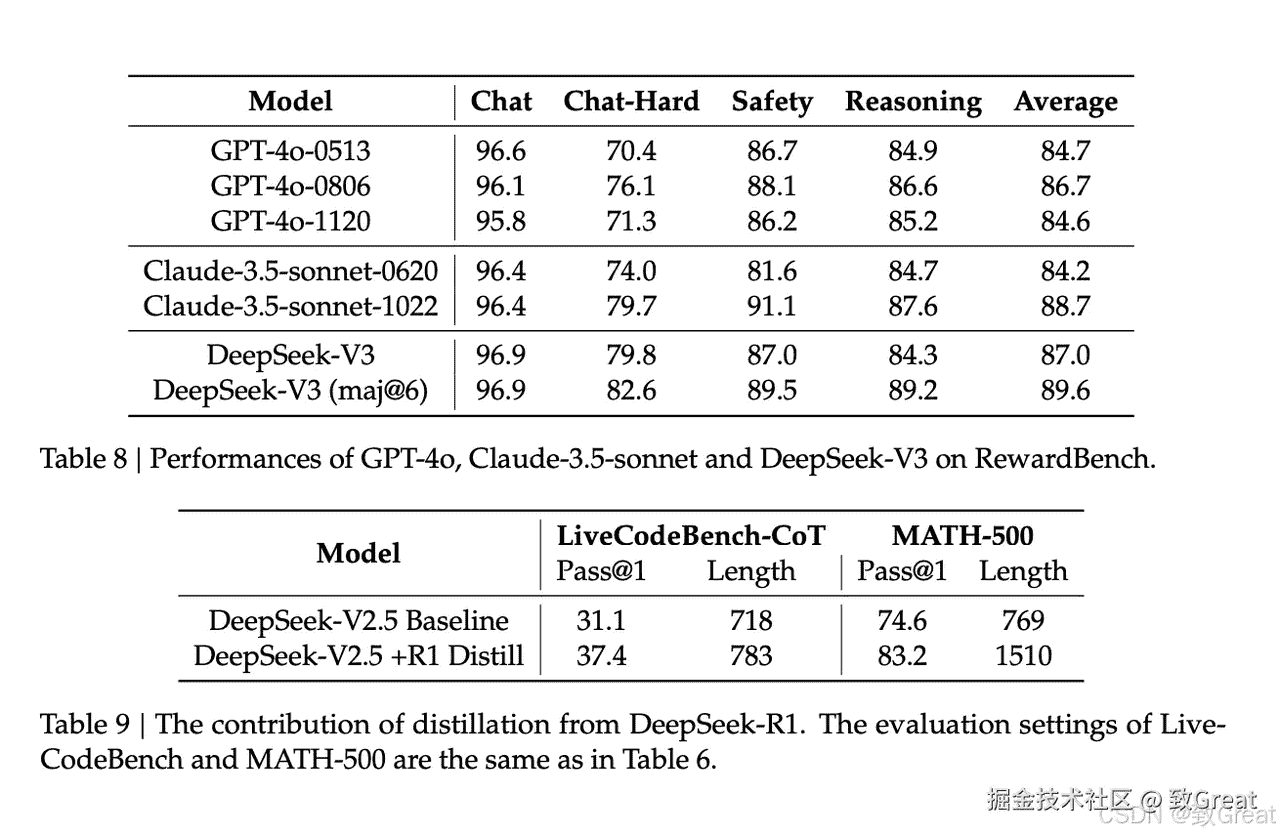 Model Chat Chat-Hard Safety Reasoning Average
GPT-4o-0513 96.6 70.4 86.7 84.9 84.7
GPT-4o-0806 96.1 76.1 88.1 86.6 86.7
GPT-4o-1120 95.8 71.3 86.2 85.2 84.6
Claude-3.5-sonnet-0620 96.4 74.0 81.6 84.7 84.2
Claude-3.5-sonnet-1022 96.4 79.7 91.1 87.6 88.7
DeepSeek-V3 96.9 79.8 87.0 84.3 87.0
DeepSeek-V3 (maj@6) 96.9 82.6 89.5 89.2 89.6
Table 8 | Performances of GPT-4o, Claude-3.5-sonnet and DeepSeek-V3 on RewardBench.
Model LiveCodeBench-CoT MATH-500
Pass@1 Length Pass@1 Length
DeepSeek-V2.5 Baseline 31.1 718 74.6 769
DeepSeek-V2.5 +R1 Distill 37.4 783 83.2 1510
Table 9 | The contribution of distillation from DeepSeek-R1. The evaluation settings of Live-
CodeBench and MATH-500 are the same as in Table 6.
掘金技术社区 @ 致Great
CSDN @致Great